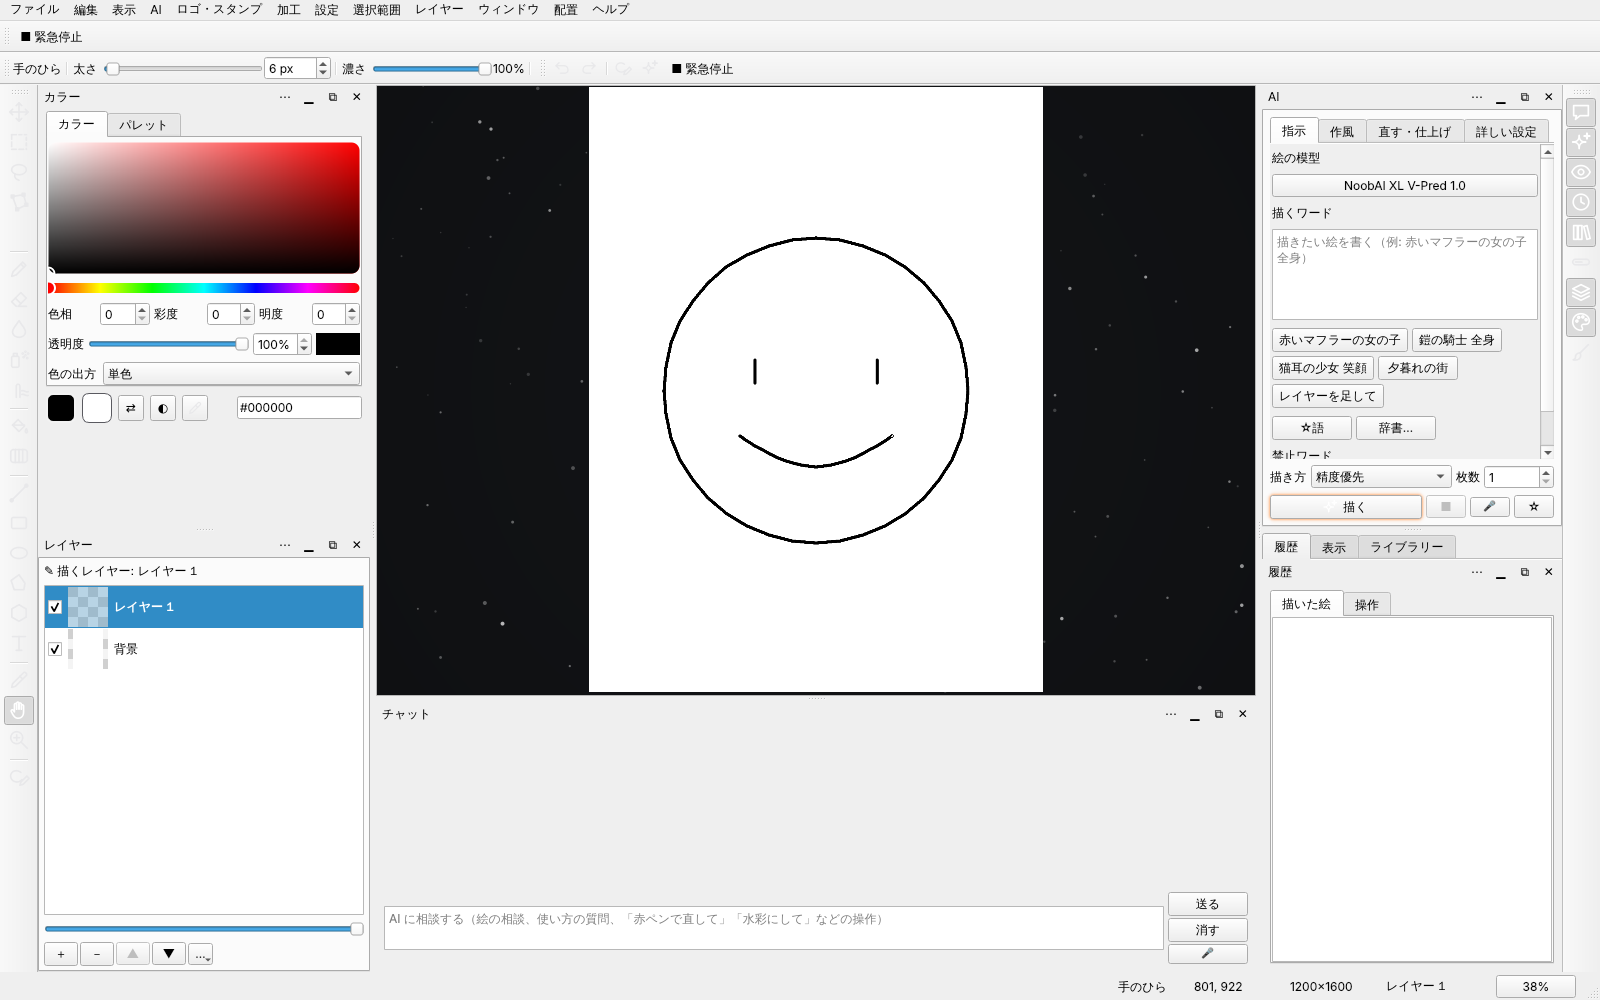 ファイル 編集 表示 AI ロゴ・スタンプ 加工 設定 選択範囲 レイヤー ウィンドウ 配置 ヘルプ
■ 緊急停止
手のひら 太さ 6 px 濃さ 100% ■ 緊急停止
カラー
カラー パレット
色相 0 彩度 0 明度 0
透明度 100%
色の出方 単色
#000000
レイヤー
✎ 描くレイヤー: レイヤー 1
レイヤー 1
背景
+ − ▲ ▼ ...
チャット
AI に相談する（絵の相談、使い方の質問、「赤ペンで直して」「水彩にして」などの操作）
送る
消す
AI
指示 作風 直す・仕上げ 詳しい設定
絵の模型
NoobAI XL V-Pred 1.0
描くワード
描きたい絵を書く（例: 赤いマフラーの女の子
全身）
赤いマフラーの女の子 鎧の騎士 全身
猫耳の少女 笑顔 夕暮れの街
レイヤーを足して
☆語 辞書...
禁止ワード
描き方 精度優先 枚数 1
描く
履歴 表示 ライブラリー
履歴
描いた絵 操作
手のひら 801, 922 1200×1600 レイヤー 1 38%